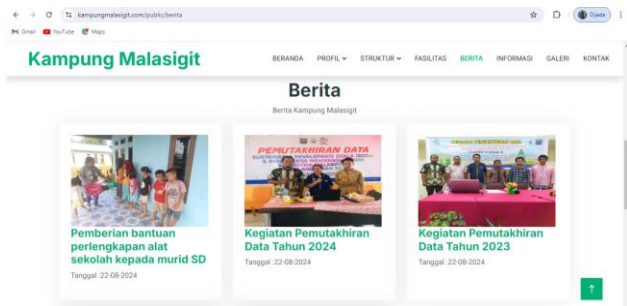 kampungmalasigit.com/public/berita
Dijeda
Gmail YouTube Maps
Kampung Malasigit
BERANDA PROFIL STRUKTUR FASILITAS BERITA INFORMASI GALERI KONTAK
Berita
Berita Kampung Malasigit
PEMUTAKHIRAN DATA
Pemberian bantuan
perlengkapan alat
sekolah kepada murid SD
Tanggal :22-08-2024
Kegiatan Pemutakhiran
Data Tahun 2024
Tanggal :22-08-2024
Kegiatan Pemutakhiran
Data Tahun 2023
Tanggal :22-08-2024